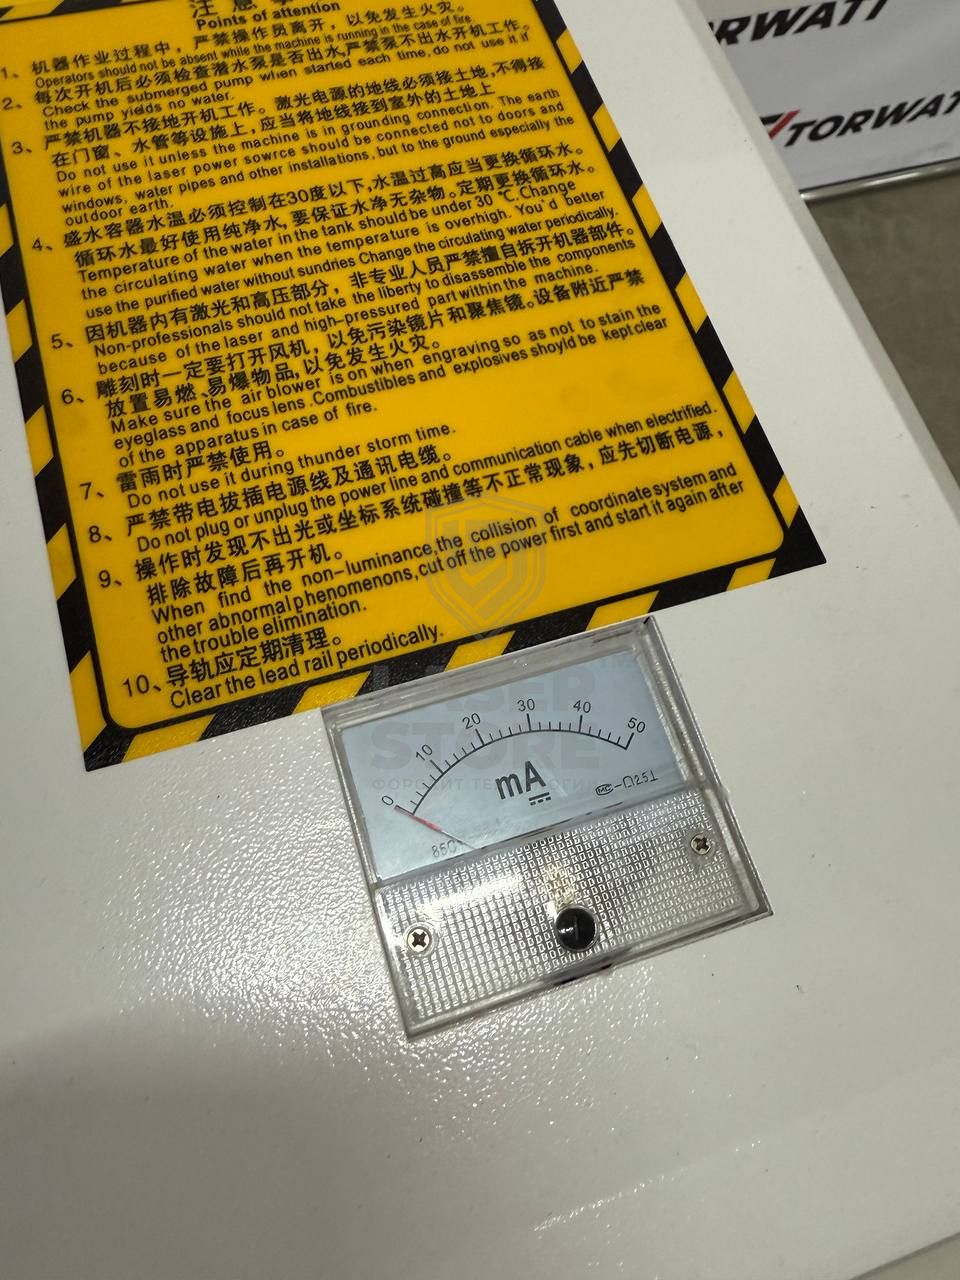 注意事
Points of attention
1、机器作业过程中，严禁操作员离开，以免发生火灾。
Operators should not be absent while the machine is running in the case of fire.
2、每次开机后必须检查潜水泵是否出水,严禁泵不出水开机工作。
Check the submerged pump when started each time, do not use it if
the pump yields no water.
3、严禁机器不接地开机工作。激光电源的地线必须接土地,不得接
在门窗、水管等设施上，应当将地线接到室外的土地上
Do not use it unless the machine is in grounding connection. The earth
wire of the laser power sowrce should be connected not to doors and
windows, water pipes and other installations, but to the ground especially the
outdoor earth.
4、盛水容器水温必须控制在30度以下,水温过高应当更换循环水。
循环水最好使用纯净水,要保证水净无杂物。定期更换循环水。
Temperature of the water in the tank should be under 30 ℃. Change
the circulating water when the temperature is overhigh. You'd better
use the purified water without sundries Change the circulating water periodically.
5、因机器内有激光和高压部分，非专业人员严禁擅自拆开机器部件。
Non-professionals should not take the liberty to disassemble the components
because of the laser and high-pressured part within the machine.
6、雕刻时一定要打开风机，以免污染镜片和聚焦镜。设备附近严禁
放置易燃、易爆物品,以免发生火灾。
Make sure the air blower is on when engraving so as not to stain the
eyeglass and focus lens.Combustibles and explosives shoyld be kept clear
of the apparatus in case of fire.
7、雷雨时严禁使用。
Do not use it during thunder storm time.
8、严禁带电拔插电源线及通讯电缆。
Do not plug or unplug the power line and communication cable when electrified.
9、操作时发现不出光或坐标系统碰撞等不正常现象，应先切断电源，
排除故障后再开机。
When find the non-luminance,the collision of coordinate system and
other abnormal phenomenons,cut off the power first and start it again after
the trouble elimination.
10、导轨应定期清理。
Clear the lead rail periodically.
TORWATT
TORWATT
LASER
STORE
ФОРСАЙТ ТЕХНОЛОГИИ
0 10 20 30 40 50
mA
MC
85C1